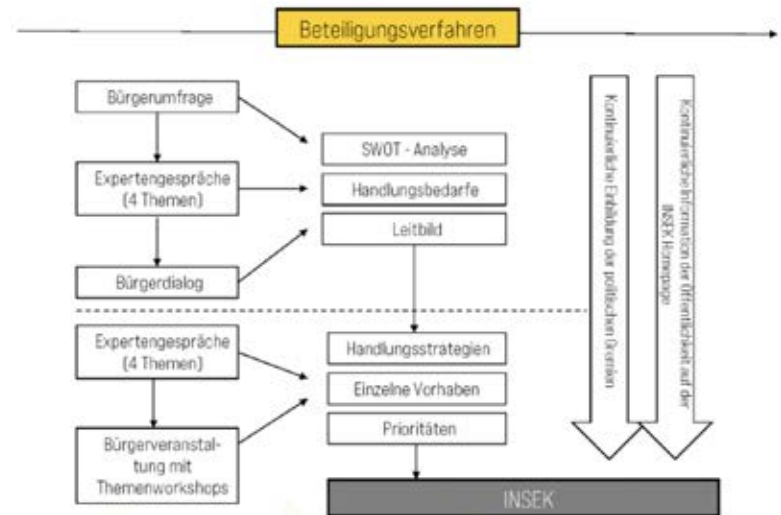 Beteiligungsverfahren
Bürgerumfrage
Expertengespräche
(4 Themen)
Bürgerdialog
SWOT - Analyse
Handlungsbedarfe
Leitbild
Expertengespräche
(4 Themen)
Bürgerveranstal-
tung mit
Themenworkshops
Handlungsstrategien
Einzelne Vorhaben
Prioritäten
INSEK
Kontinuierliche Einbildung der politischen Gremien
Kontinuierliche Information der Öffentlichkeit auf der
INSEK Homepage